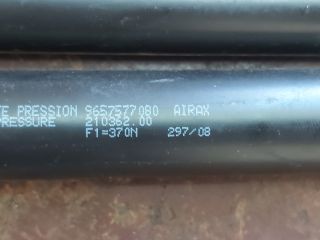 PRESSION 9657577080 AIRAX
PRESSURE 210362.00
F1=370N 297/08